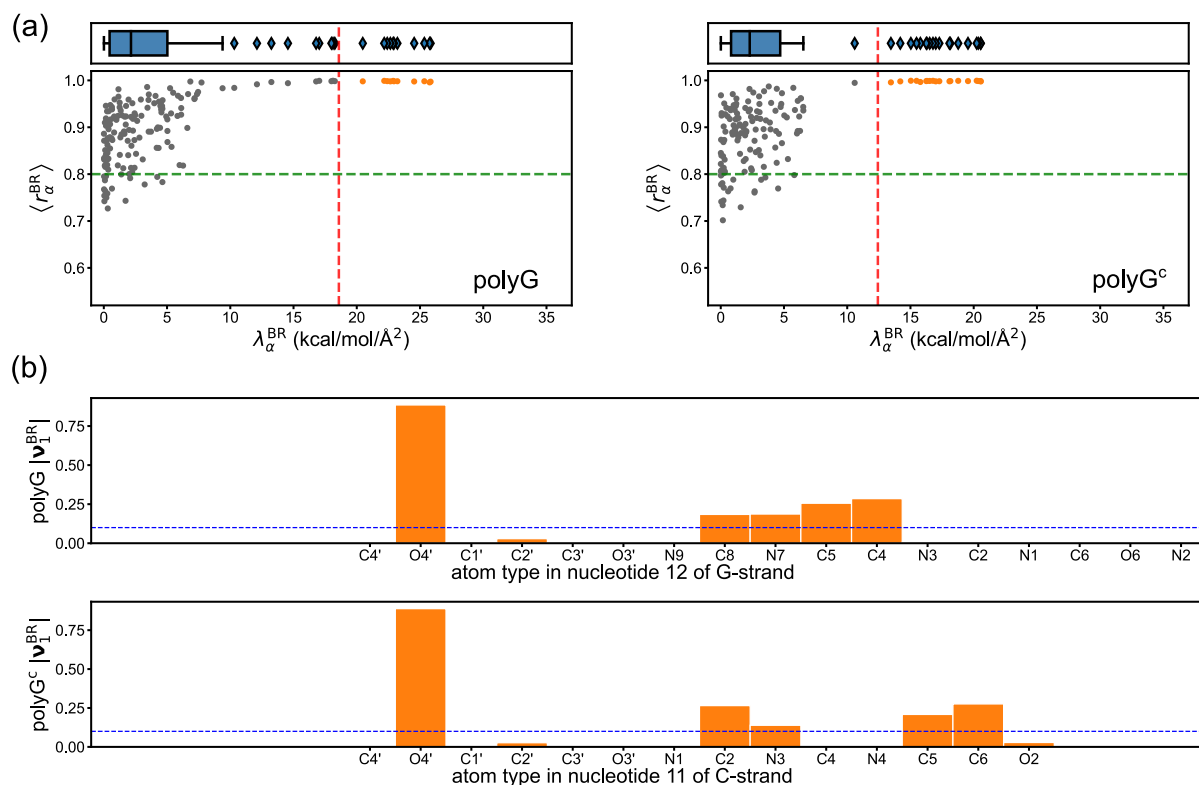 (a)
1.0
0.9
0.8
0.7
0.6
⟨r_α^BR⟩
polyG
0 5 10 15 20 25 30 35
λ_α^BR (kcal/mol/Å²)
1.0
0.9
0.8
0.7
0.6
⟨r_α^BR⟩
polyGᶜ
0 5 10 15 20 25 30 35
λ_α^BR (kcal/mol/Å²)
(b)
polyG |ν₁^BR|
0.75
0.50
0.25
0.00
C4' O4' C1' C2' C3' O3' N9 C8 N7 C5 C4 N3 C2 N1 C6 O6 N2
atom type in nucleotide 12 of G-strand
polyGᶜ |ν₁^BR|
0.75
0.50
0.25
0.00
C4' O4' C1' C2' C3' O3' N1 C2 N3 C4 N4 C5 C6 O2
atom type in nucleotide 11 of C-strand